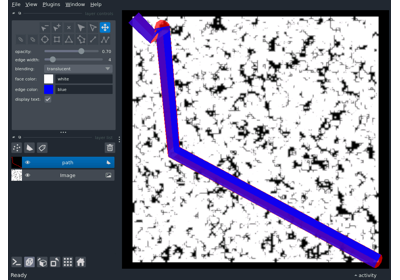 File View Plugins Window Help
opacity: 0.70
edge width: 4
blending: translucent
face color: white
edge color: blue
display text: ✓
path
Image
Ready
activity